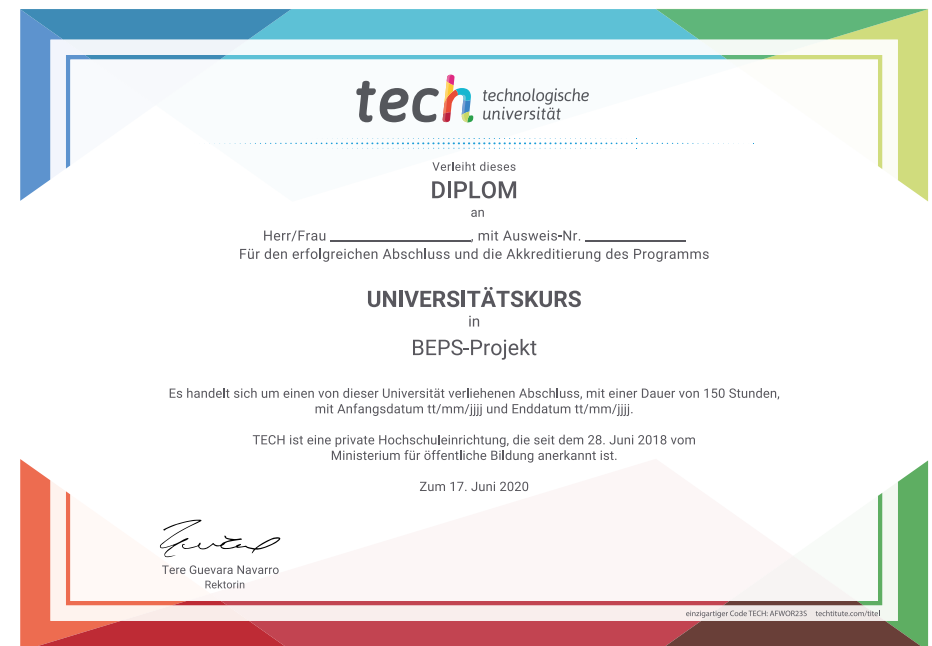 tech technologische
universität
Verleiht dieses
DIPLOM
an
Herr/Frau ____________________, mit Ausweis-Nr. ______________
Für den erfolgreichen Abschluss und die Akkreditierung des Programms
UNIVERSITÄTSKURS
in
BEPS-Projekt
Es handelt sich um einen von dieser Universität verliehenen Abschluss, mit einer Dauer von 150 Stunden,
mit Anfangsdatum tt/mm/jjjj und Enddatum tt/mm/jjjj.
TECH ist eine private Hochschuleinrichtung, die seit dem 28. Juni 2018 vom
Ministerium für öffentliche Bildung anerkannt ist.
Zum 17. Juni 2020
Tere Guevara Navarro
Rektorin
einzigartiger Code TECH: AFWOR23S techtitute.com/titel